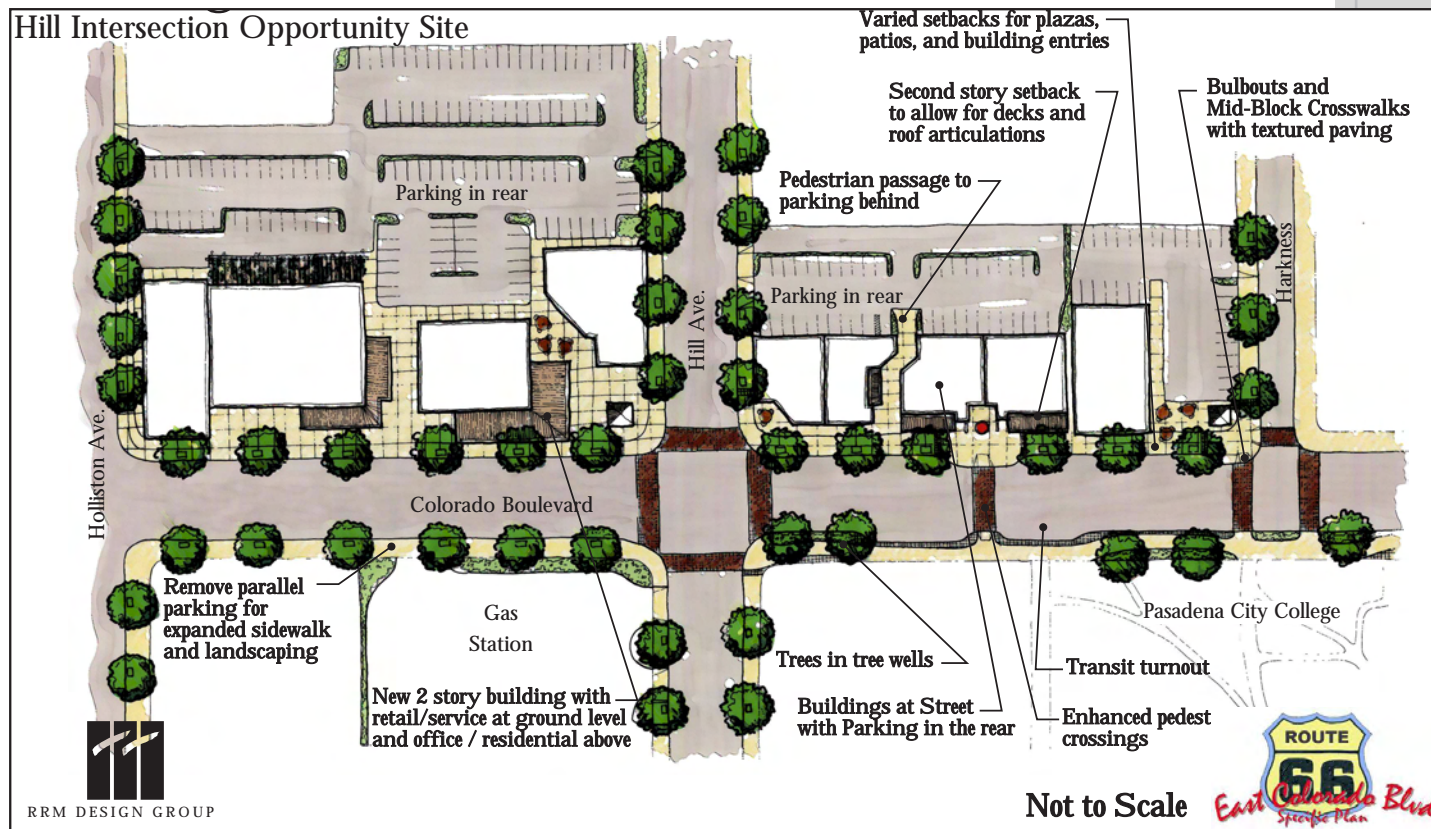 Hill Intersection Opportunity Site
Varied setbacks for plazas,
patios, and building entries
Second story setback
to allow for decks and
roof articulations
Bulbouts and
Mid-Block Crosswalks
with textured paving
Pedestrian passage to
parking behind
Parking in rear
Parking in rear
Holliston Ave.
Hill Ave.
Harkness
Colorado Boulevard
Remove parallel
parking for
expanded sidewalk
and landscaping
Gas
Station
New 2 story building with
retail/service at ground level
and office / residential above
Trees in tree wells
Buildings at Street
with Parking in the rear
Pasadena City College
Transit turnout
Enhanced pedest
crossings
RRM DESIGN GROUP
Not to Scale
ROUTE
66
East Colorado Blvd
Specific Plan